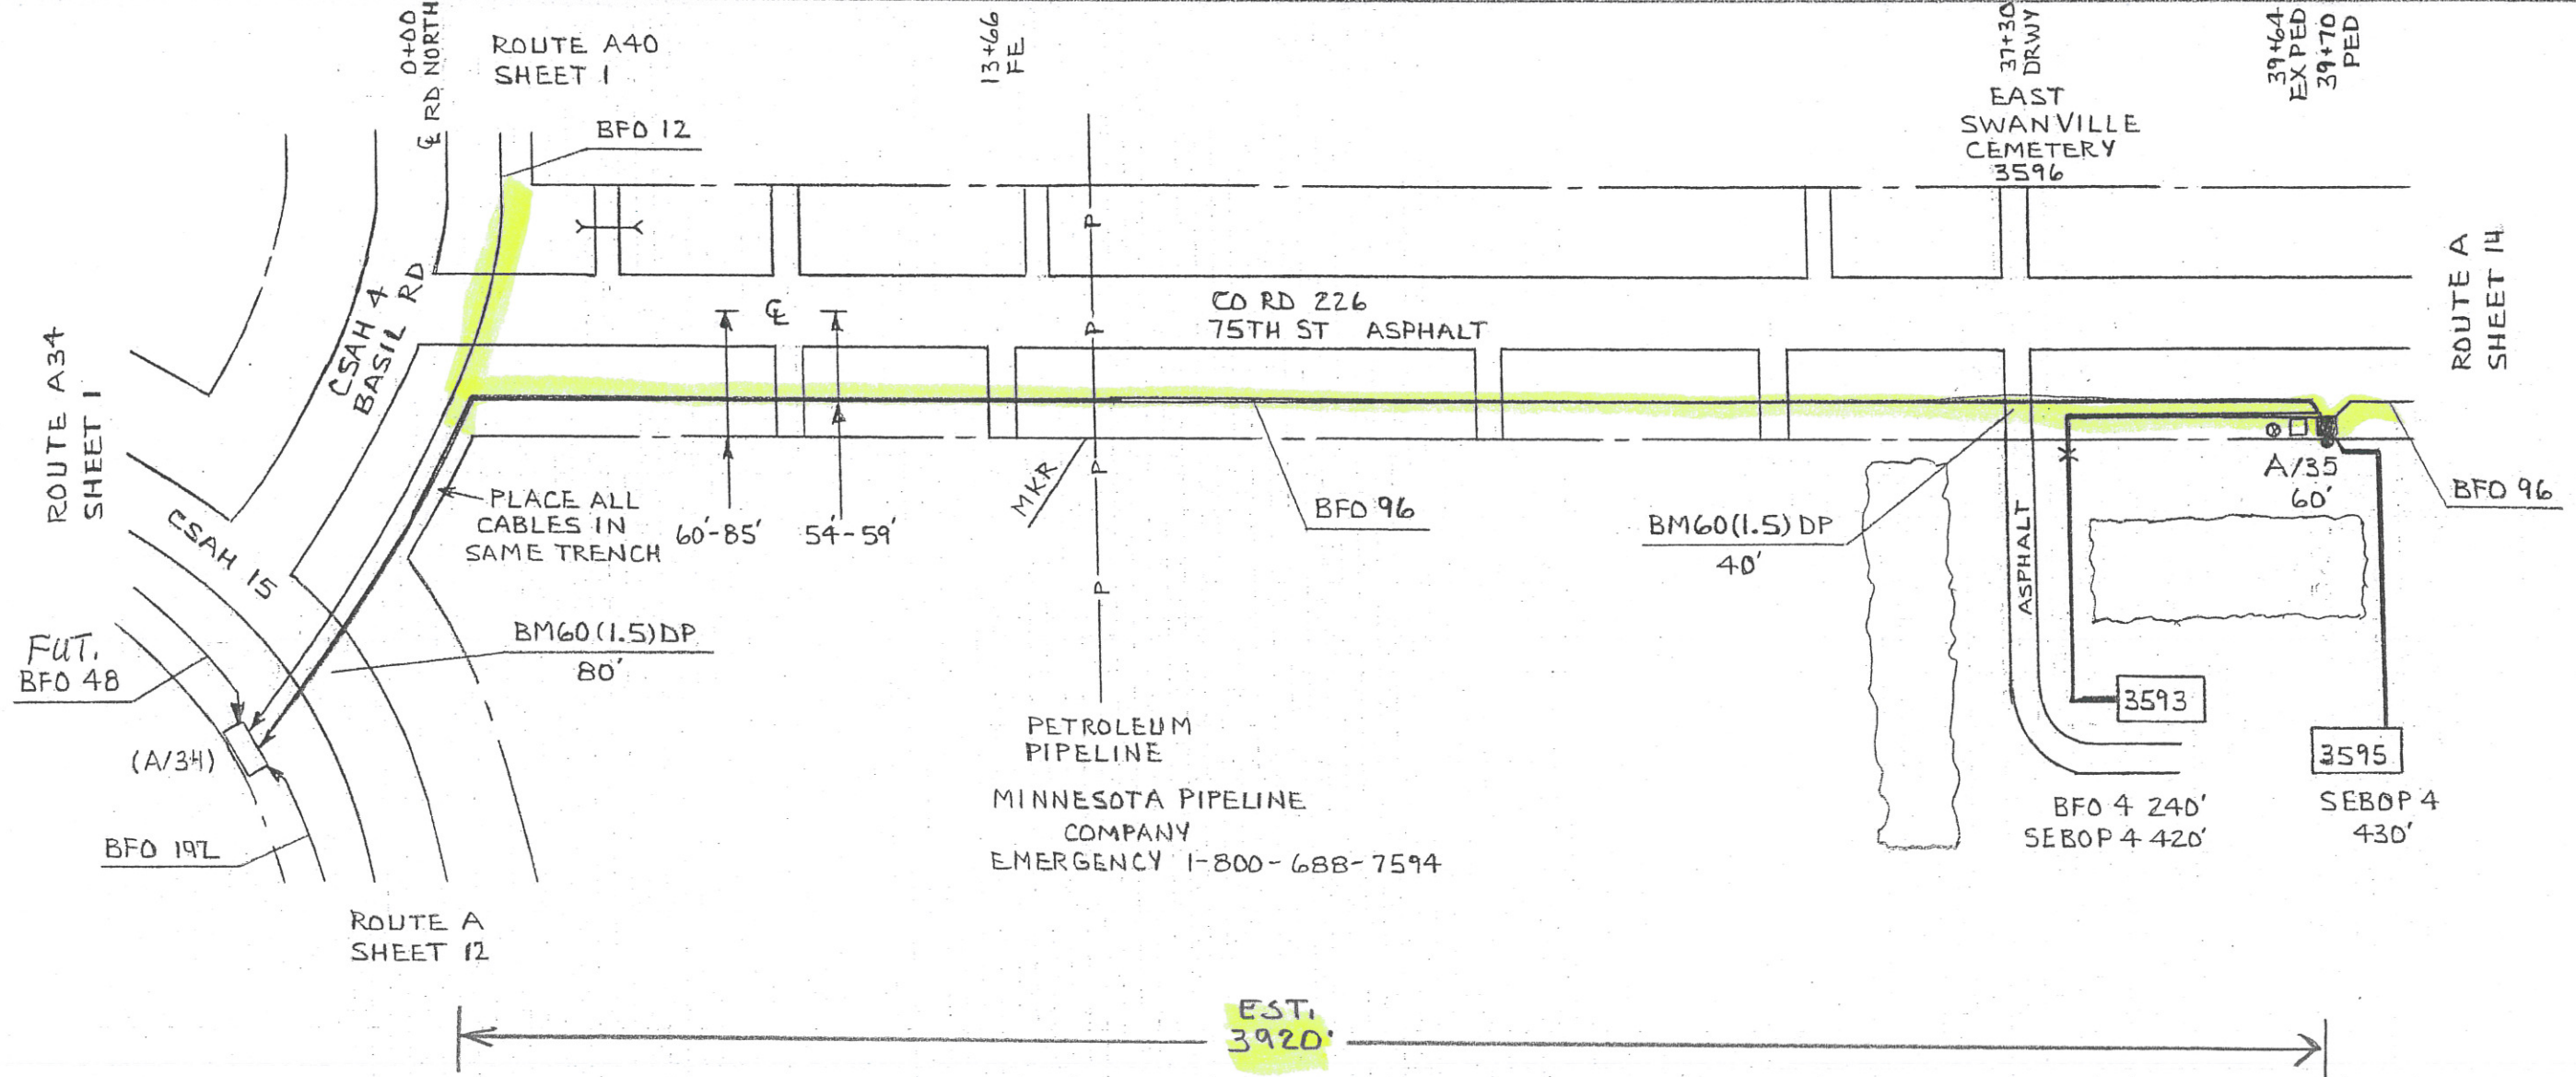 0+00
℄ RD NORTH
ROUTE A40
SHEET 1
13+66
FE
37+30
DRWY
39+64
EX PED
39+70
PED
BFO 12
EAST
SWANVILLE
CEMETERY
3596
P
P
P
P
CSAH 4
BASIL RD
℄
CO RD 226
75TH ST ASPHALT
ROUTE A
SHEET 14
ROUTE A34
SHEET 1
CSAH 15
PLACE ALL
CABLES IN
SAME TRENCH
60'-85'
54'-59'
MKR
BFO 96
BM60(1.5)DP
40'
ASPHALT
A/35
60'
BFO 96
FUT.
BFO 48
BM60(1.5)DP
80'
(A/34)
BFO 192
PETROLEUM
PIPELINE
MINNESOTA PIPELINE
COMPANY
EMERGENCY 1-800-688-7594
3593
3595
BFO 4 240'
SEBOP 4 420'
SEBOP 4
430'
ROUTE A
SHEET 12
EST.
3920'